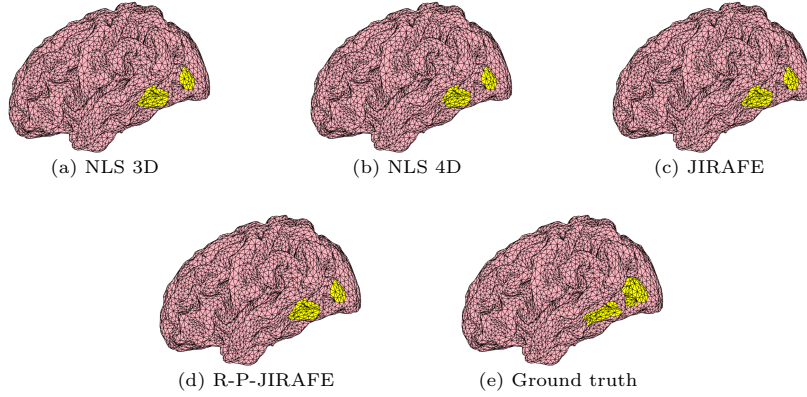 (a) NLS 3D
(b) NLS 4D
(c) JIRAFE
(d) R-P-JIRAFE
(e) Ground truth